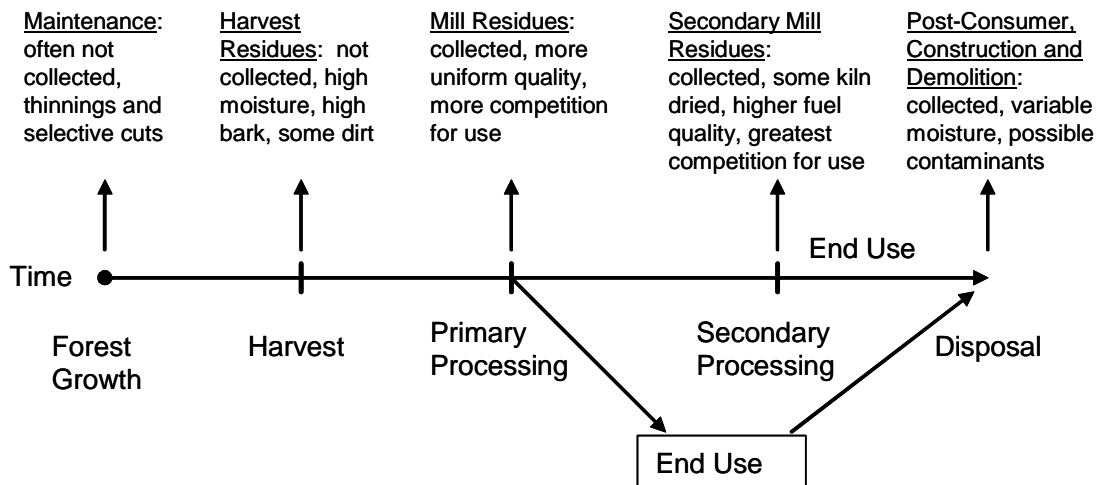 Maintenance:
often not
collected,
thinnings and
selective cuts
Harvest
Residues: not
collected, high
moisture, high
bark, some dirt
Mill Residues:
collected, more
uniform quality,
more competition
for use
Secondary Mill
Residues:
collected, some kiln
dried, higher fuel
quality, greatest
competition for use
Post-Consumer,
Construction and
Demolition:
collected, variable
moisture, possible
contaminants
End Use
Time
Forest
Growth
Harvest
Primary
Processing
Secondary
Processing
Disposal
End Use